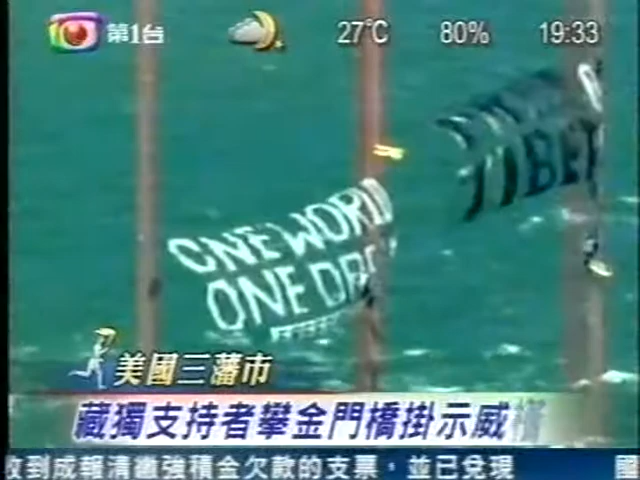 第1台 27℃ 80% 19:33
TIBET
ONE WORLD
ONE
美國三藩市
藏獨支持者攀金門橋掛示威
收到成報清繼強積金欠款的支票，並已兌現 國